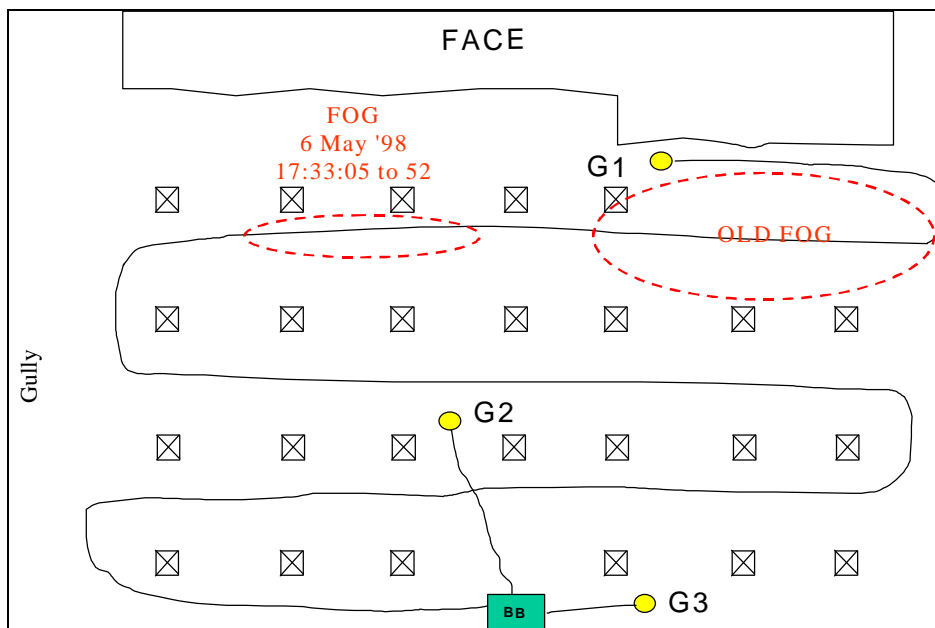 FACE
FOG
6 May '98
17:33:05 to 52
G1
OLD FOG
Gully
G2
BB
G3